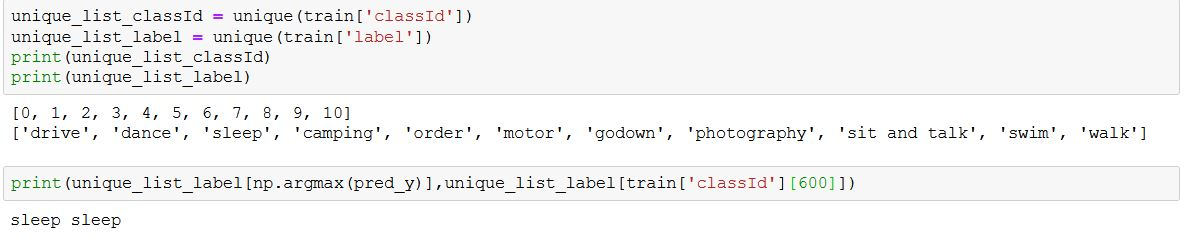 unique_list_classId = unique(train['classId'])
unique_list_label = unique(train['label'])
print(unique_list_classId)
print(unique_list_label)
[0, 1, 2, 3, 4, 5, 6, 7, 8, 9, 10]
['drive', 'dance', 'sleep', 'camping', 'order', 'motor', 'godown', 'photography', 'sit and talk', 'swim', 'walk']
print(unique_list_label[np.argmax(pred_y)],unique_list_label[train['classId'][600]])
sleep sleep